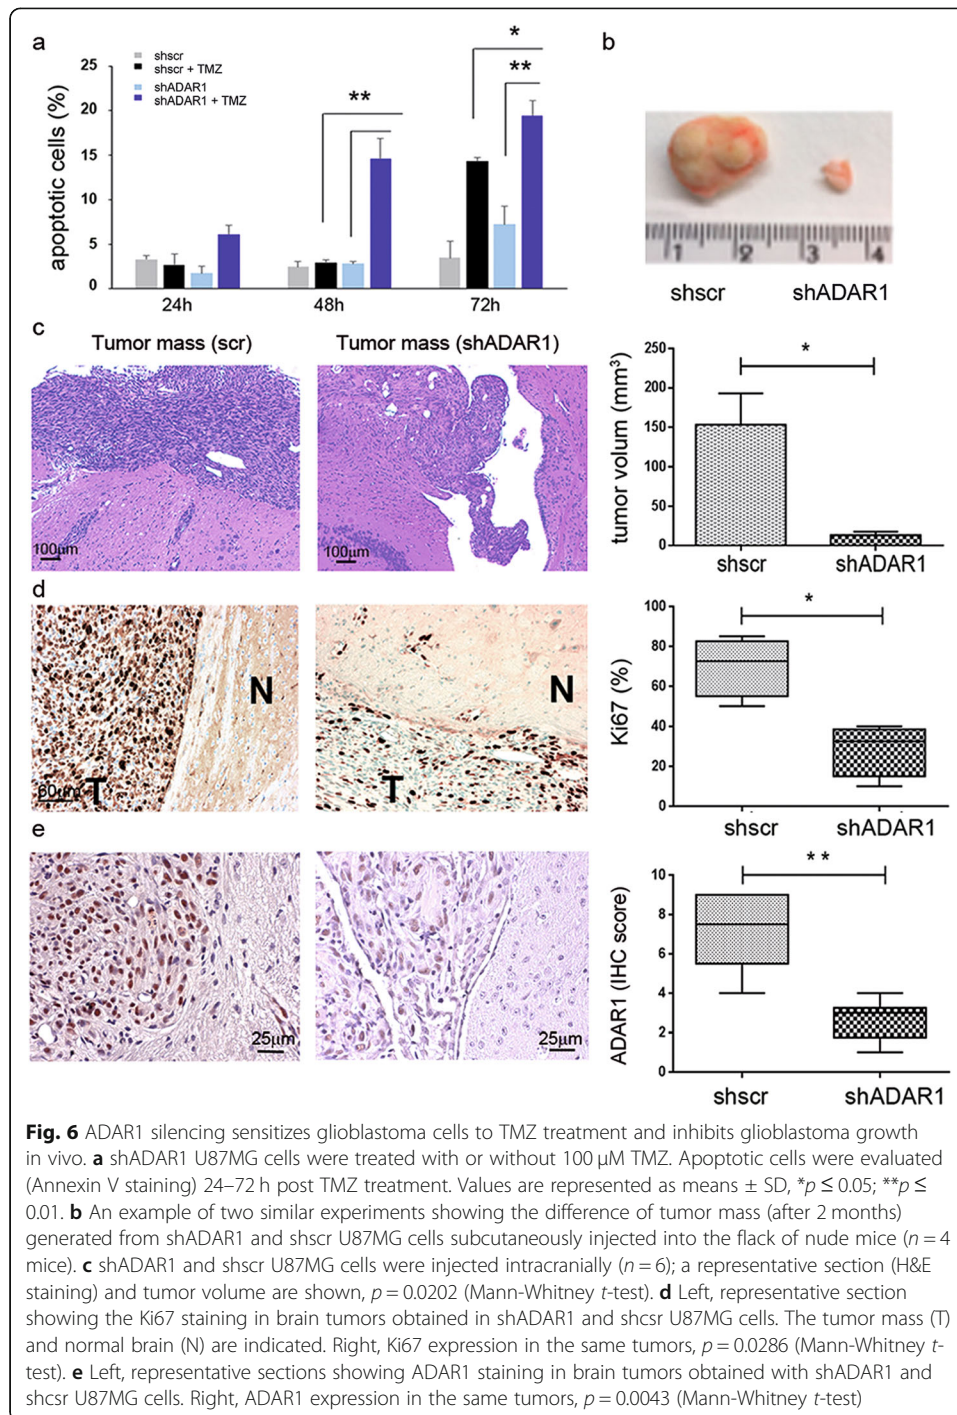 a
shscr
shscr + TMZ
shADAR1
shADAR1 + TMZ
apoptotic cells (%)
25
20
15
10
5
0
**
*
**
24h
48h
72h
b
1 2 3 4
shscr
shADAR1
c
Tumor mass (scr)
Tumor mass (shADAR1)
100µm
100µm
tumor volum (mm³)
250
200
150
100
50
0
*
shscr
shADAR1
d
T
N
60µm
T
N
Ki67 (%)
100
80
60
40
20
0
*
shscr
shADAR1
e
25µm
25µm
ADAR1 (IHC score)
10
8
6
4
2
0
**
shscr
shADAR1
Fig. 6 ADAR1 silencing sensitizes glioblastoma cells to TMZ treatment and inhibits glioblastoma growth
in vivo. a shADAR1 U87MG cells were treated with or without 100 µM TMZ. Apoptotic cells were evaluated
(Annexin V staining) 24–72 h post TMZ treatment. Values are represented as means ± SD, *p ≤ 0.05; **p ≤
0.01. b An example of two similar experiments showing the difference of tumor mass (after 2 months)
generated from shADAR1 and shscr U87MG cells subcutaneously injected into the flack of nude mice (n = 4
mice). c shADAR1 and shscr U87MG cells were injected intracranially (n = 6); a representative section (H&E
staining) and tumor volume are shown, p = 0.0202 (Mann-Whitney t-test). d Left, representative section
showing the Ki67 staining in brain tumors obtained in shADAR1 and shcsr U87MG cells. The tumor mass (T)
and normal brain (N) are indicated. Right, Ki67 expression in the same tumors, p = 0.0286 (Mann-Whitney t-
test). e Left, representative sections showing ADAR1 staining in brain tumors obtained with shADAR1 and
shcsr U87MG cells. Right, ADAR1 expression in the same tumors, p = 0.0043 (Mann-Whitney t-test)